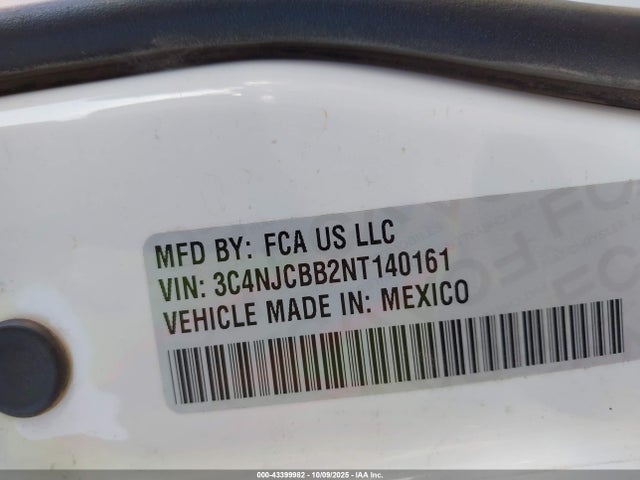 MFD BY: FCA US LLC
VIN: 3C4NJCBB2NT140161
VEHICLE MADE IN: MEXICO
000-43399982 | 10/09/2025 | IAA Inc.